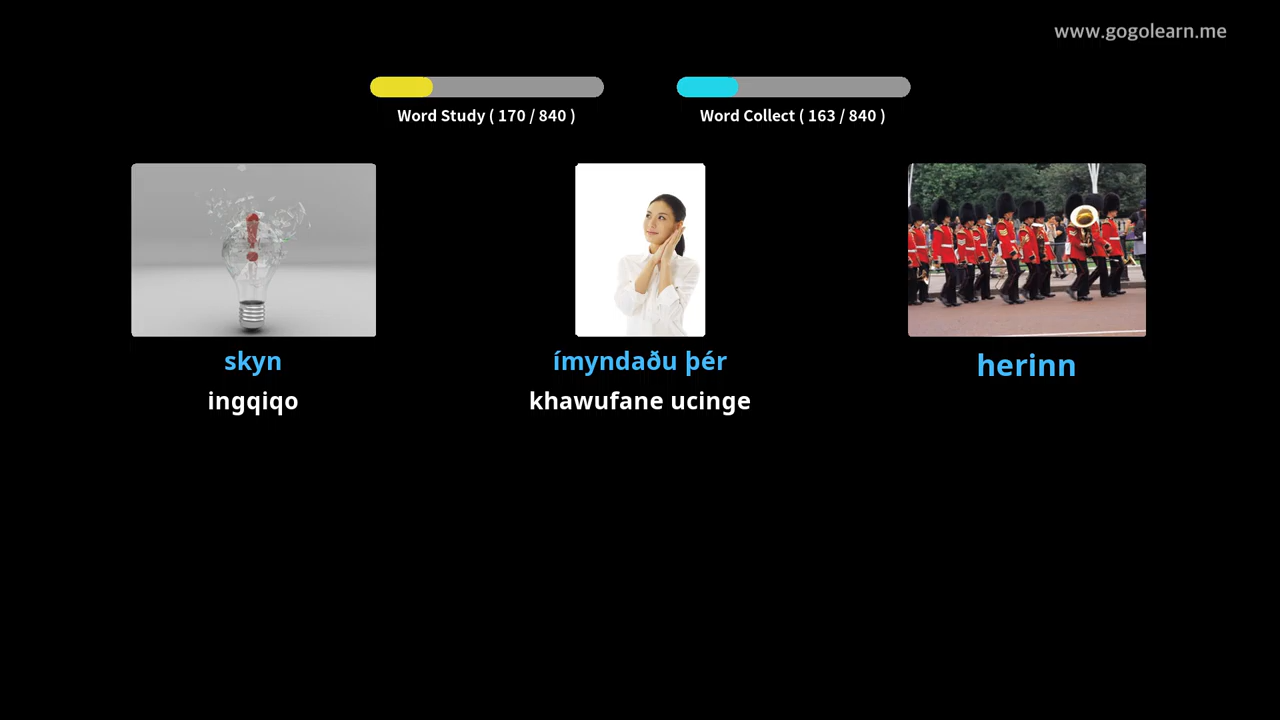 www.gogolearn.me
Word Study ( 170 / 840 )
Word Collect ( 163 / 840 )
skyn
ingqiqo
ímyndaðu þér
khawufane ucinge
herinn